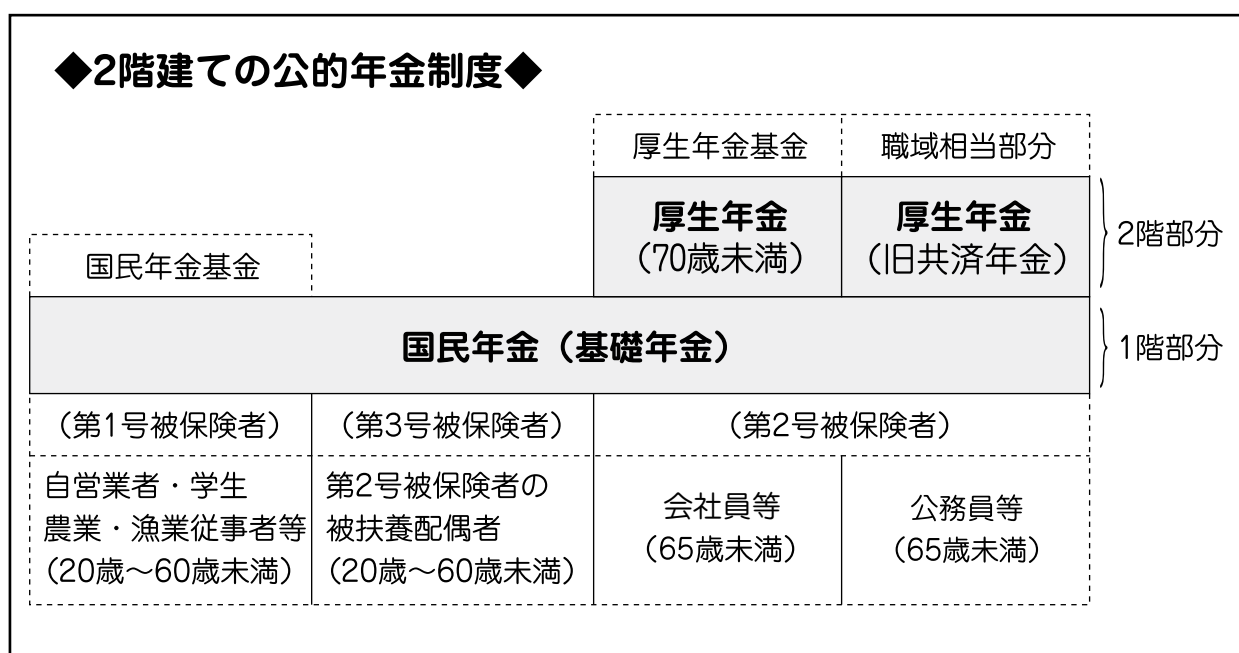 ◆2階建ての公的年金制度◆
厚生年金基金
職域相当部分
厚生年金
(70歳未満)
厚生年金
(旧共済年金)
2階部分
国民年金基金
国民年金(基礎年金)
1階部分
(第1号被保険者)
(第3号被保険者)
(第2号被保険者)
自営業者・学生
農業・漁業従事者等
(20歳~60歳未満)
第2号被保険者の
被扶養配偶者
(20歳~60歳未満)
会社員等
(65歳未満)
公務員等
(65歳未満)